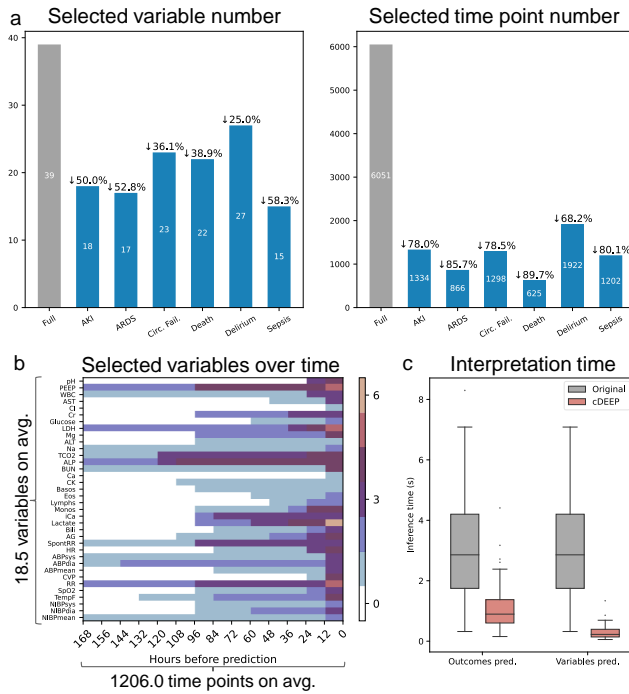 a
Selected variable number
40
30
20
10
0
39
↓50.0%
18
↓52.8%
17
↓36.1%
23
↓38.9%
22
↓25.0%
27
↓58.3%
15
Full
AKI
ARDS
Circ. Fail.
Death
Delirium
Sepsis
Selected time point number
6000
5000
4000
3000
2000
1000
0
6051
↓78.0%
1334
↓85.7%
866
↓78.5%
1298
↓89.7%
625
↓68.2%
1922
↓80.1%
1202
Full
AKI
ARDS
Circ. Fail.
Death
Delirium
Sepsis
b
Selected variables over time
18.5 variables on avg.
pH
PEEP
WBC
AST
Cl
Cr
Glucose
LDH
Mg
ALT
Na
TCO2
ALP
BUN
Ca
CK
Basos
Eos
Lymphs
Monos
iCa
Lactate
Bili
AG
SpontRR
HR
ABPsys
ABPdia
ABPmean
CVP
RR
SpO2
TempF
NIBPsys
NIBPdia
NIBPmean
168
156
144
132
120
108
96
84
72
60
48
36
24
12
0
Hours before prediction
1206.0 time points on avg.
6
3
0
c
Interpretation time
Original
cDEEP
Inference time (s)
8
6
4
2
0
Outcomes pred.
Variables pred.